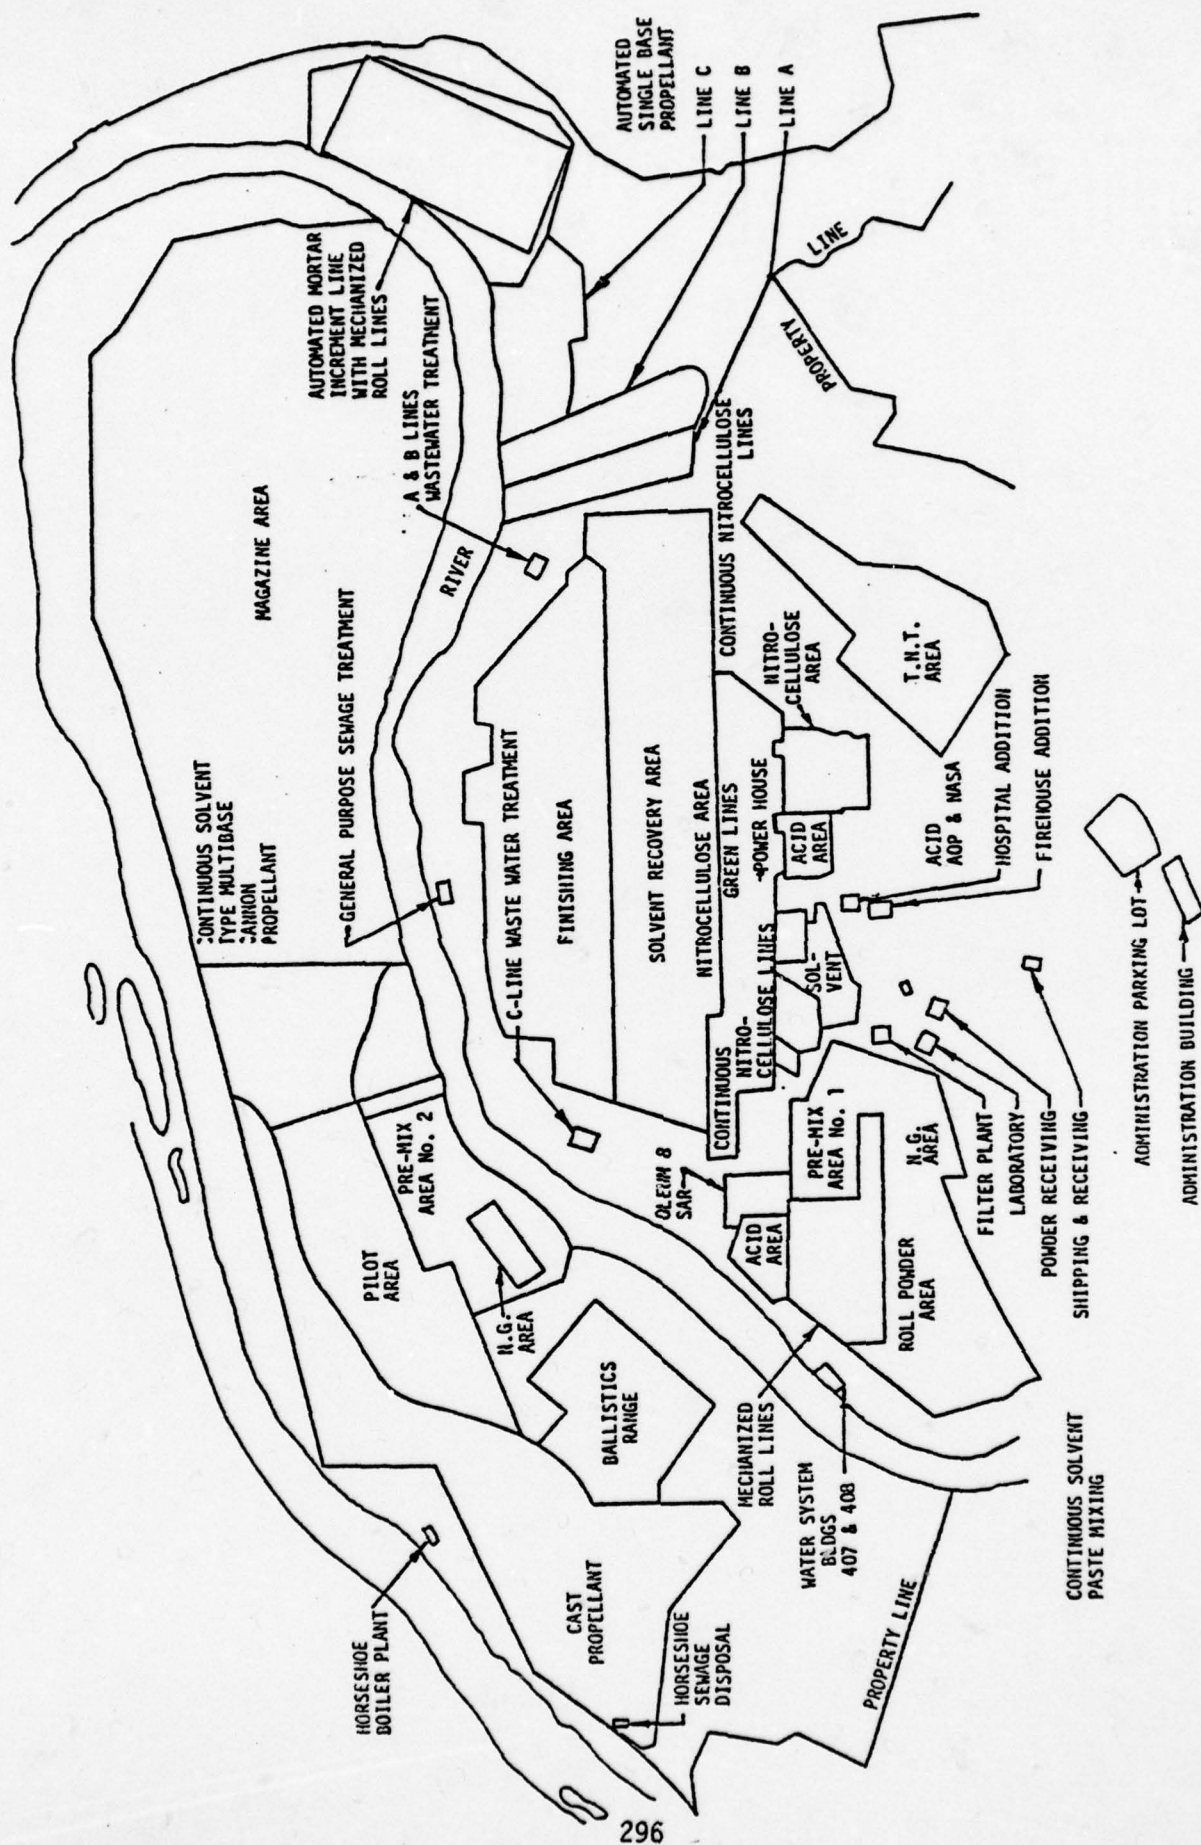 AUTOMATED
SINGLE BASE
PROPELLANT
LINE C
LINE B
LINE A
AUTOMATED MORTAR
INCREMENT LINE
WITH MECHANIZED
ROLL LINES
A & B LINES
WASTEWATER TREATMENT
MAGAZINE AREA
RIVER
PROPERTY
LINE
GENERAL PURPOSE SEWAGE TREATMENT
CONTINUOUS NITROCELLULOSE
LINES
:ONTINUOUS SOLVENT
TYPE MULTIBASE
:ANNON
PROPELLANT
C-LINE WASTE WATER TREATMENT
FINISHING AREA
SOLVENT RECOVERY AREA
NITROCELLULOSE AREA
GREEN LINES
POWER HOUSE
NITRO-
CELLULOSE
AREA
T.N.T.
AREA
ACID
AREA
ACID
AOP & NASA
HOSPITAL ADDITION
FIREHOUSE ADDITION
SOL-
VENT
CONTINUOUS
NITRO-
CELLULOSE LINES
PRE-MIX
AREA No. 2
PILOT
AREA
N.G.
AREA
OLEUM 8
SAR
ACID
AREA
PRE-MIX
AREA No. 1
N.G.
AREA
ROLL POWDER
AREA
FILTER PLANT
LABORATORY
POWDER RECEIVING
SHIPPING & RECEIVING
ADMINISTRATION PARKING LOT
ADMINISTRATION BUILDING
BALLISTICS
RANGE
MECHANIZED
ROLL LINES
WATER SYSTEM
BLDGS
407 & 408
CONTINUOUS SOLVENT
PASTE MIXING
HORSESHOE
BOILER PLANT
CAST
PROPELLANT
HORSESHOE
SEWAGE
DISPOSAL
PROPERTY LINE
296